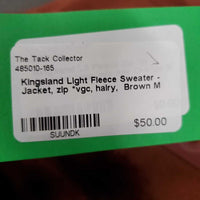 The Tack Collector
485010-165
Kingsland Light Fleece Sweater -
Jacket, zip *vgc, hairy, Brown M
$50.00
SUUNDK